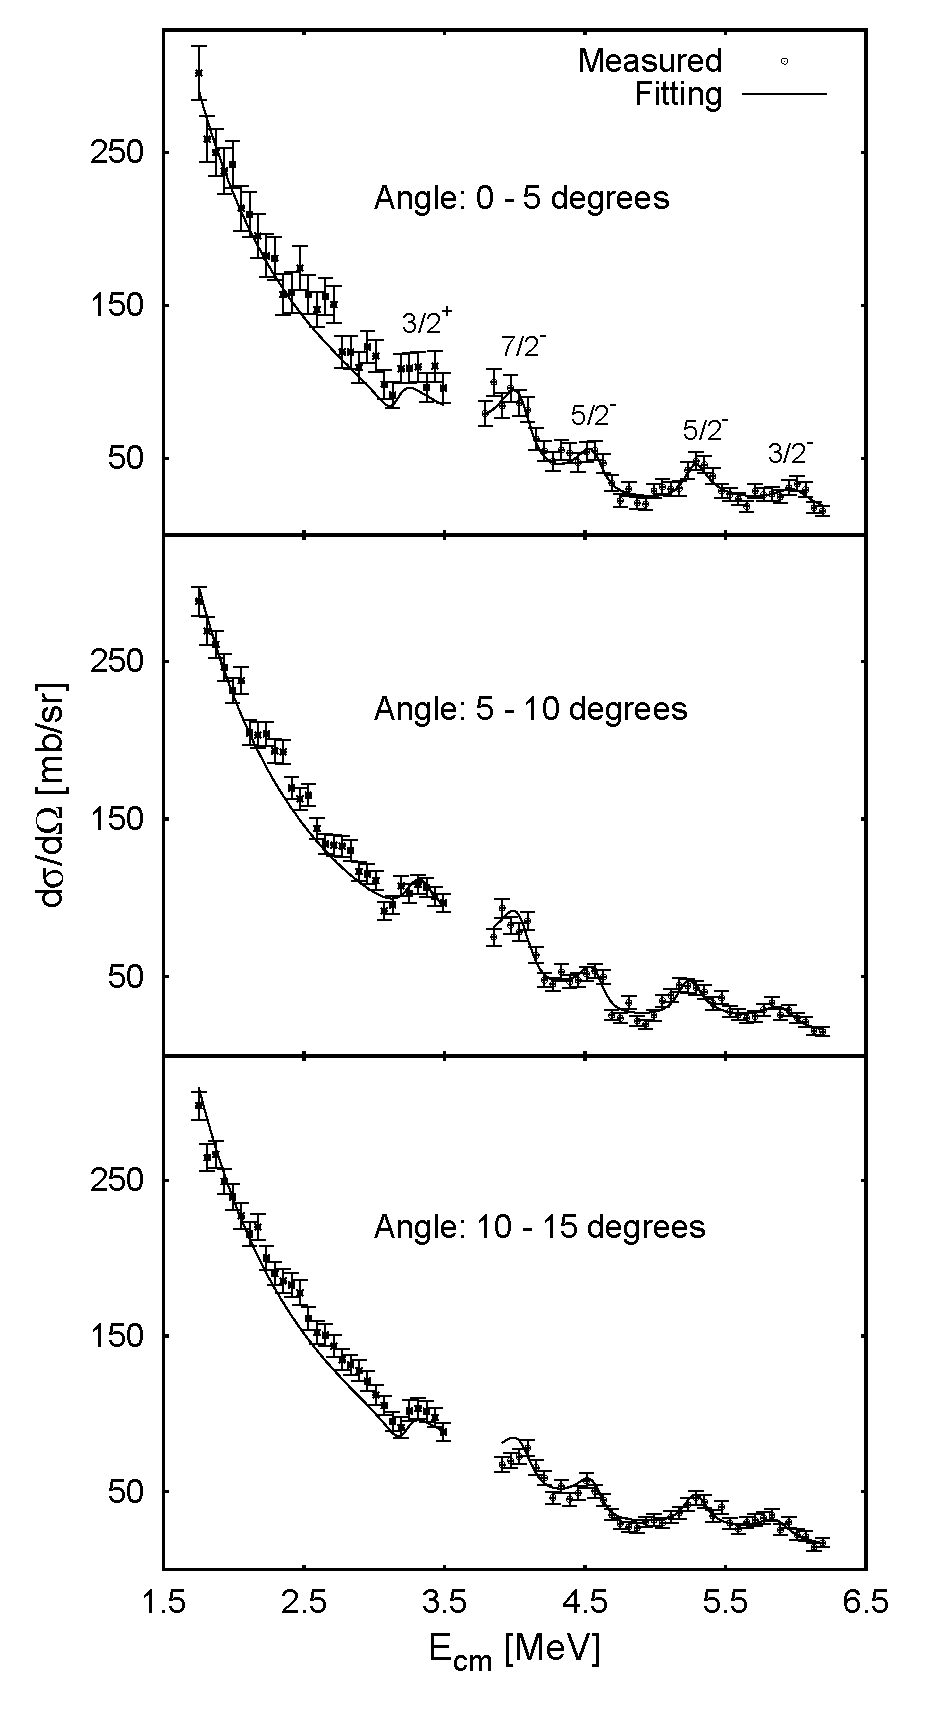 Measured
Fitting
250
150
50
Angle: 0 - 5 degrees
3/2+
7/2-
5/2-
5/2-
3/2-
250
150
50
Angle: 5 - 10 degrees
dσ/dΩ [mb/sr]
250
150
50
Angle: 10 - 15 degrees
1.5 2.5 3.5 4.5 5.5 6.5
Ecm [MeV]